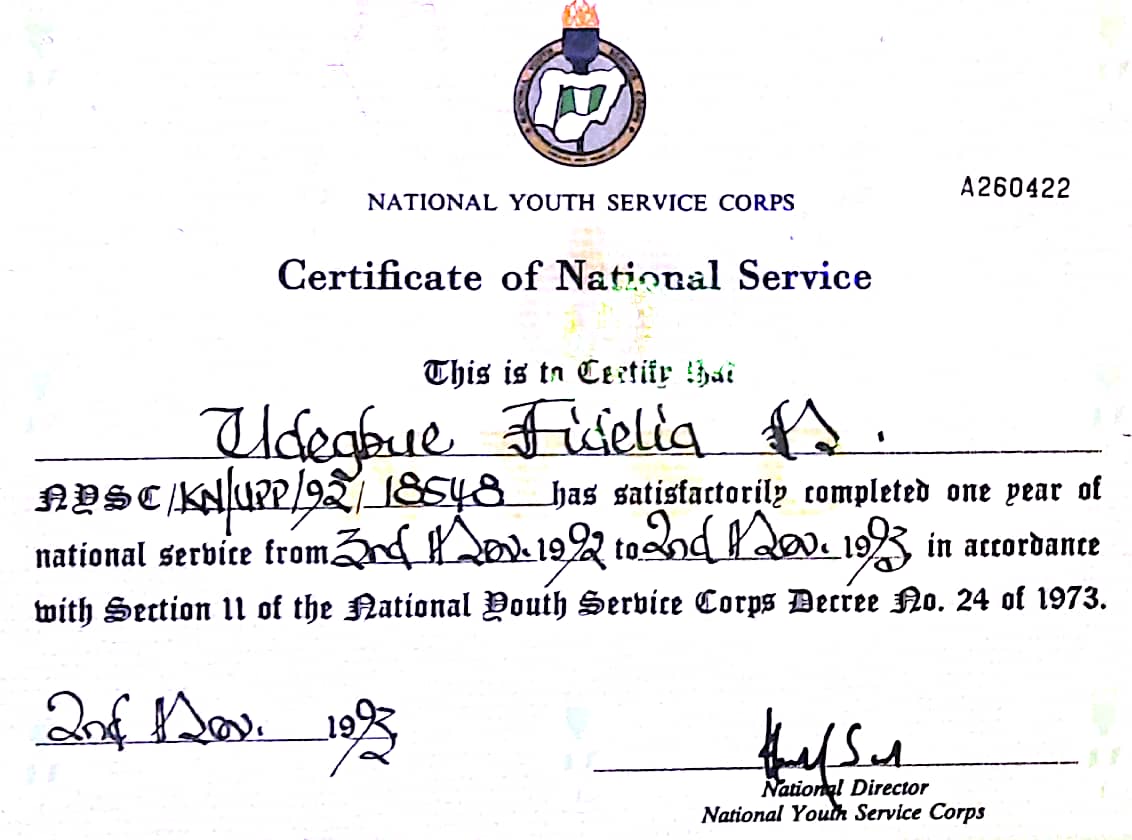 A260422
NATIONAL YOUTH SERVICE CORPS
Certificate of National Service
This is to Certify that
Udegbue Fidelia N.
NYSC/KN/UPP/92/18548 has satisfactorily completed one year of
national service from 3rd Nov. 1992 to 2nd Nov. 1993 in accordance
with Section 11 of the National Youth Service Corps Decree No. 24 of 1973.
2nd Nov. 1993
National Director
National Youth Service Corps